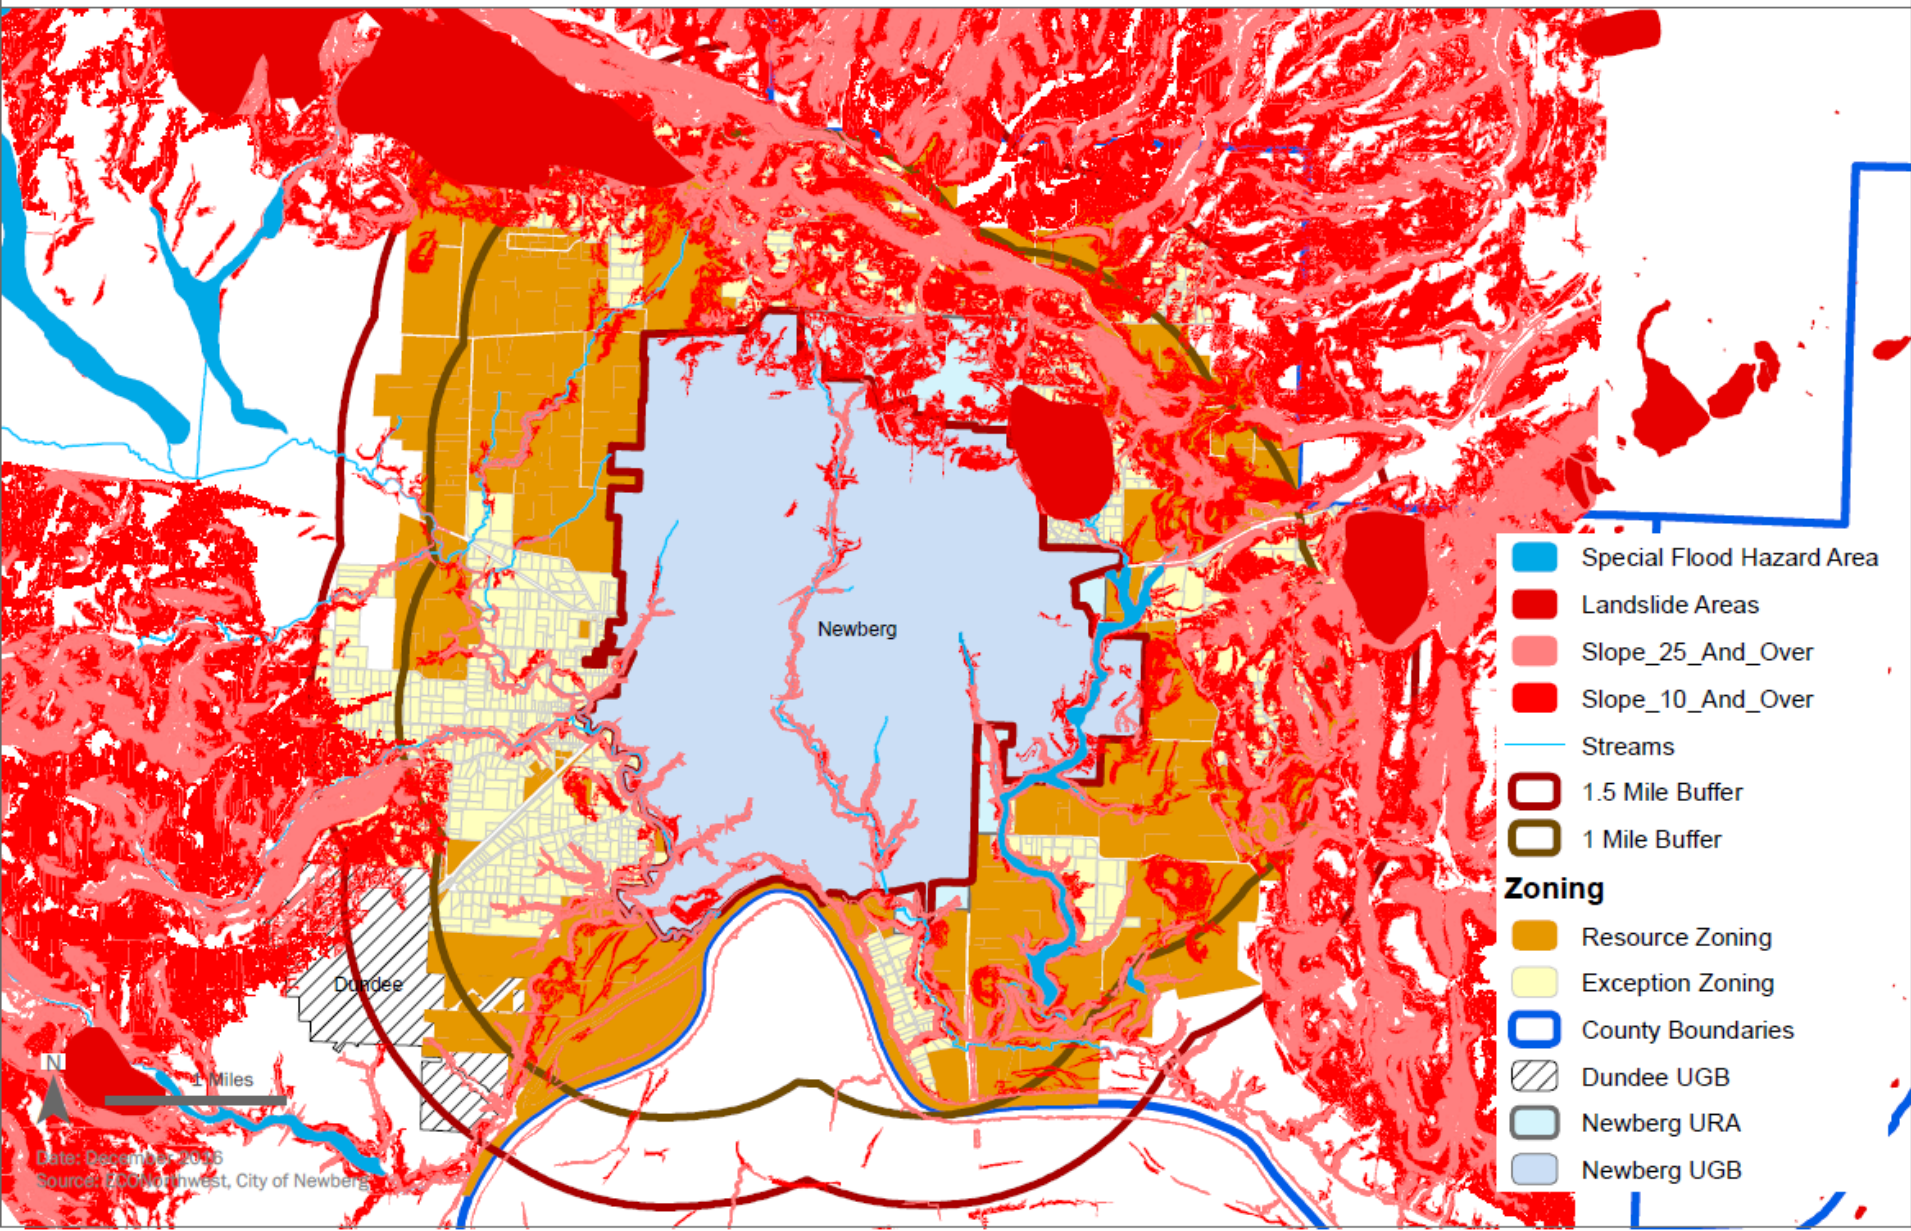 Newberg
Special Flood Hazard Area
Landslide Areas
Slope_25_And_Over
Slope_10_And_Over
Streams
1.5 Mile Buffer
1 Mile Buffer
Zoning
Resource Zoning
Exception Zoning
County Boundaries
Dundee UGB
Newberg URA
Newberg UGB
Dundee
N
1 Miles
Date: December 2016
Source: ECONorthwest, City of Newberg